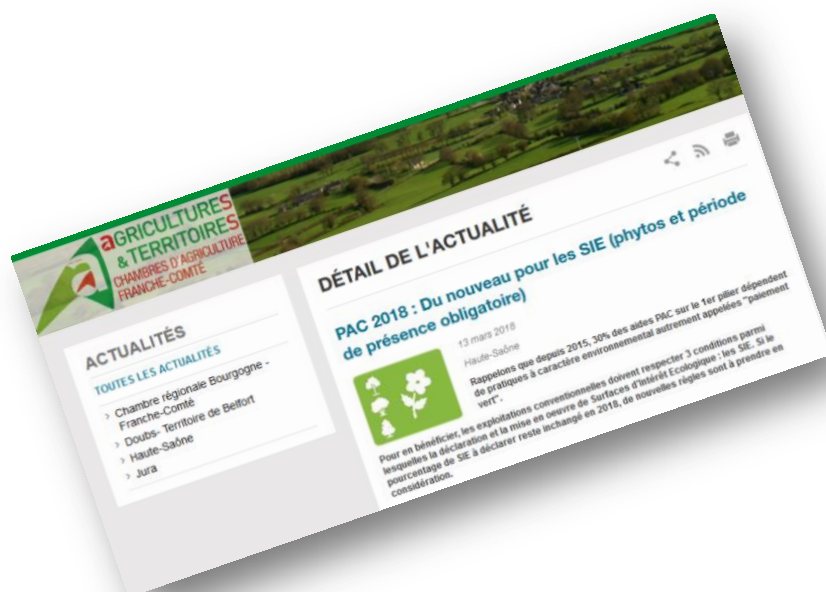 AGRICULTURES
& TERRITOIRES
CHAMBRES D'AGRICULTURE
FRANCHE-COMTÉ
ACTUALITÉS
TOUTES LES ACTUALITÉS
› Chambre régionale Bourgogne -
Franche-Comté
› Doubs- Territoire de Belfort
› Haute-Saône
› Jura
DÉTAIL DE L'ACTUALITÉ
PAC 2018 : Du nouveau pour les SIE (phytos et période
de présence obligatoire)
13 mars 2018
Haute-Saône
Rappelons que depuis 2015, 30% des aides PAC sur le 1er pilier dépendent
de pratiques à caractère environnemental autrement appelées "paiement
vert".
Pour en bénéficier, les exploitations conventionnelles doivent respecter 3 conditions parmi
lesquelles la déclaration et la mise en oeuvre de Surfaces d'Intérêt Ecologique : les SIE. Si le
pourcentage de SIE à déclarer reste inchangé en 2018, de nouvelles règles sont à prendre en
considération.